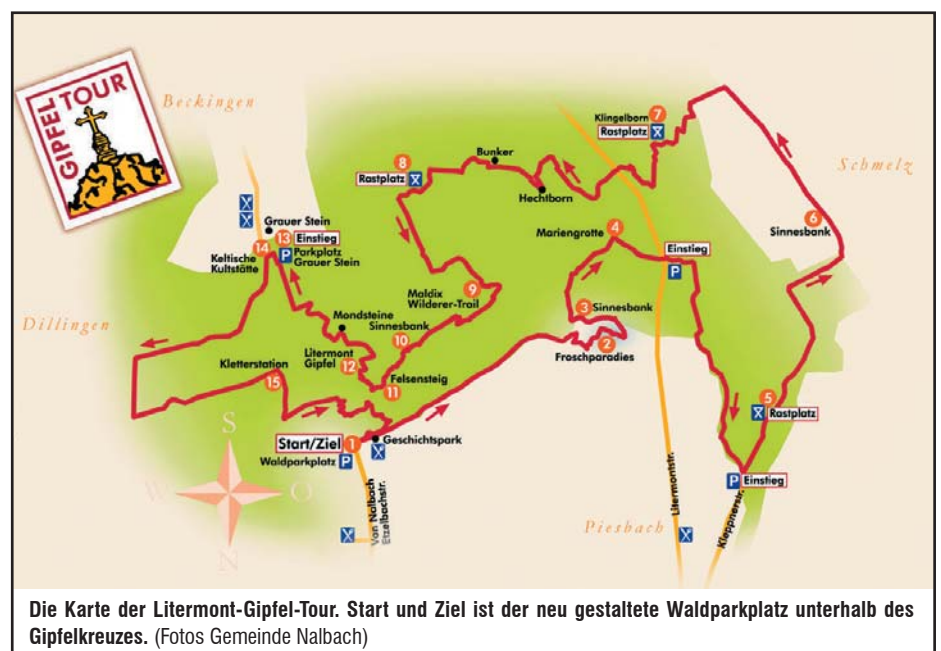 GIPFEL
TOUR
Beckingen
Schmelz
Dillingen
Piesbach
Klingelborn
7
Rastplatz
Bunker
8
Rastplatz
Hechtborn
6
Sinnesbank
Mariengrotte
4
Einstieg
P
Grauer Stein
13
Einstieg
14
P
Parkplatz
Grauer Stein
Keltische
Kultstätte
Maldix
Wilderer-Trail
9
3
Sinnesbank
2
Froschparadies
Mondsteine
Sinnesbank
10
Litermont
Gipfel
12
Felsensteig
11
Kletterstation
15
5
Rastplatz
Start/Ziel
1
Geschichtspark
Waldparkplatz
P
P
Einstieg
Von Nalbach
Etzelbachstr.
Litermontstr.
Kleppnerstr.
S
W
O
N
Die Karte der Litermont-Gipfel-Tour. Start und Ziel ist der neu gestaltete Waldparkplatz unterhalb des
Gipfelkreuzes. (Fotos Gemeinde Nalbach)